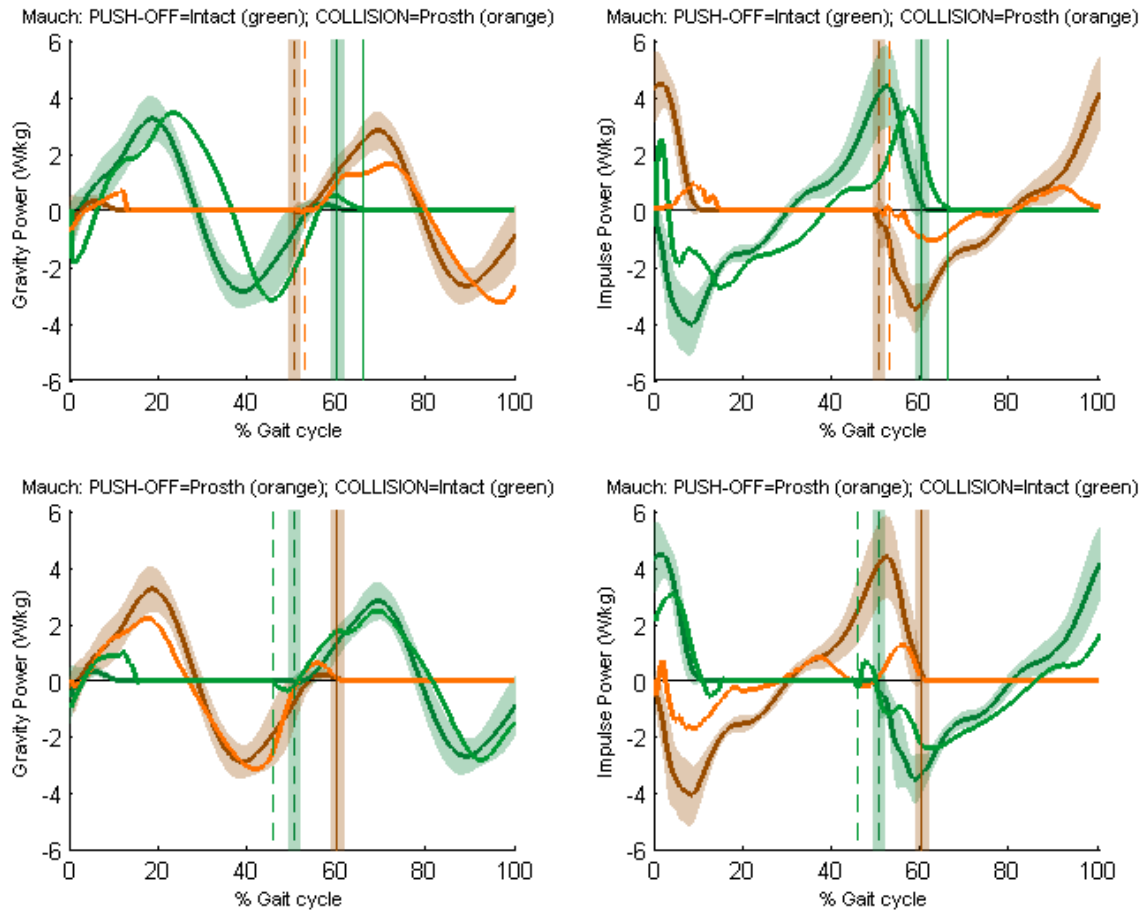 Mauch: PUSH-OFF=Intact (green); COLLISION=Prosth (orange)
Mauch: PUSH-OFF=Intact (green); COLLISION=Prosth (orange)
Gravity Power (W/kg)
6
4
2
0
-2
-4
-6
0 20 40 60 80 100
% Gait cycle
Impulse Power (W/kg)
6
4
2
0
-2
-4
-6
0 20 40 60 80 100
% Gait cycle
Mauch: PUSH-OFF=Prosth (orange); COLLISION=Intact (green)
Mauch: PUSH-OFF=Prosth (orange); COLLISION=Intact (green)
Gravity Power (W/kg)
6
4
2
0
-2
-4
-6
0 20 40 60 80 100
% Gait cycle
Impulse Power (W/kg)
6
4
2
0
-2
-4
-6
0 20 40 60 80 100
% Gait cycle